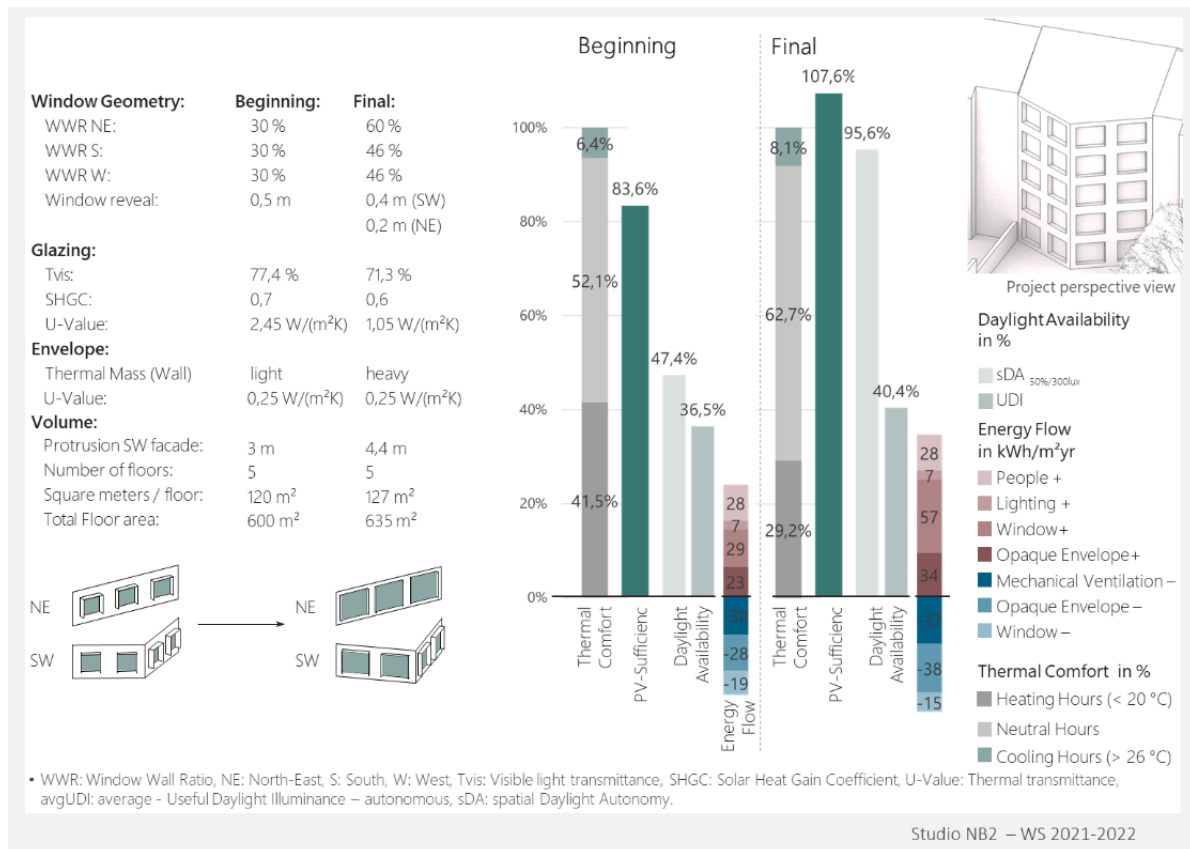 Beginning
Final
Window Geometry: Beginning: Final:
WWR NE: 30 % 60 %
WWR S: 30 % 46 %
WWR W: 30 % 46 %
Window reveal: 0,5 m 0,4 m (SW)
0,2 m (NE)
Glazing:
Tvis: 77,4 % 71,3 %
SHGC: 0,7 0,6
U-Value: 2,45 W/(m²K) 1,05 W/(m²K)
Envelope:
Thermal Mass (Wall) light heavy
U-Value: 0,25 W/(m²K) 0,25 W/(m²K)
Volume:
Protrusion SW facade: 3 m 4,4 m
Number of floors: 5 5
Square meters / floor: 120 m² 127 m²
Total Floor area: 600 m² 635 m²
NE
SW
NE
SW
100%
80%
60%
40%
20%
0%
6,4%
52,1%
41,5%
83,6%
47,4%
36,5%
28
7
29
23
-30
-28
-19
Thermal
Comfort
PV-Sufficienc
Daylight
Availability
Energy
Flow
107,6%
8,1%
62,7%
29,2%
95,6%
40,4%
28
7
57
34
-37
-38
-15
Thermal
Comfort
PV-Sufficienc
Daylight
Availability
Project perspective view
Daylight Availability
in %
sDA 50%/300lux
UDI
Energy Flow
in kWh/m²yr
People +
Lighting +
Window+
Opaque Envelope+
Mechanical Ventilation –
Opaque Envelope –
Window –
Thermal Comfort in %
Heating Hours (< 20 °C)
Neutral Hours
Cooling Hours (> 26 °C)
• WWR: Window Wall Ratio, NE: North-East, S: South, W: West, Tvis: Visible light transmittance, SHGC: Solar Heat Gain Coefficient, U-Value: Thermal transmittance,
avgUDI: average - Useful Daylight Illuminance – autonomous, sDA: spatial Daylight Autonomy.
Studio NB2 – WS 2021-2022